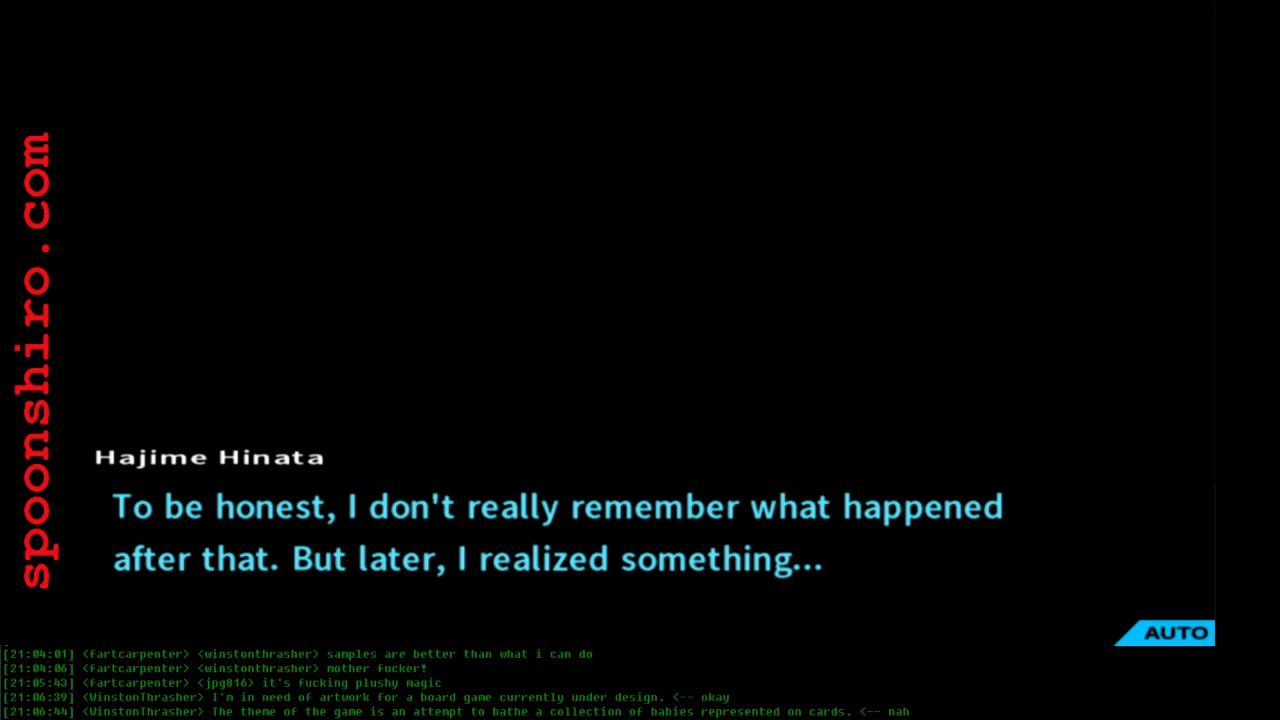 spoonshiro.com
Hajime Hinata
To be honest, I don't really remember what happened
after that. But later, I realized something...
AUTO
[21:04:01] <fartcarpenter> <winstonthrasher> samples are better than what i can do
[21:04:06] <fartcarpenter> <winstonthrasher> mother fucker!
[21:05:43] <fartcarpenter> <jpg816> it's fucking plushy magic
[21:06:39] <WinstonThrasher> I'm in need of artwork for a board game currently under design. <-- okay
[21:06:44] <WinstonThrasher> The theme of the game is an attempt to bathe a collection of babies represented on cards. <-- nah